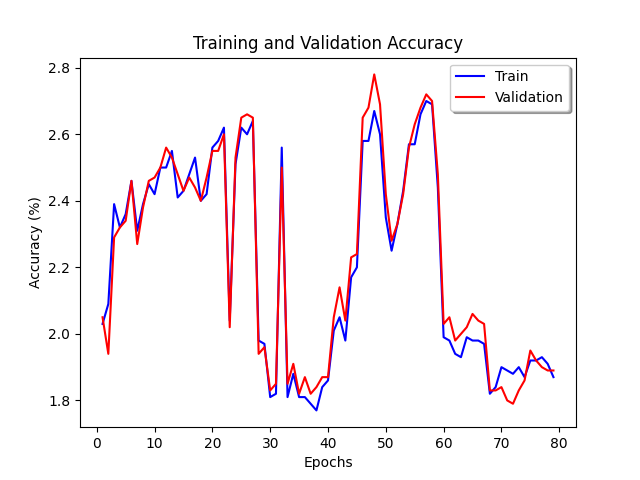 Training and Validation Accuracy
Train
Validation
2.8
2.6
2.4
2.2
2.0
1.8
Accuracy (%)
0 10 20 30 40 50 60 70 80
Epochs